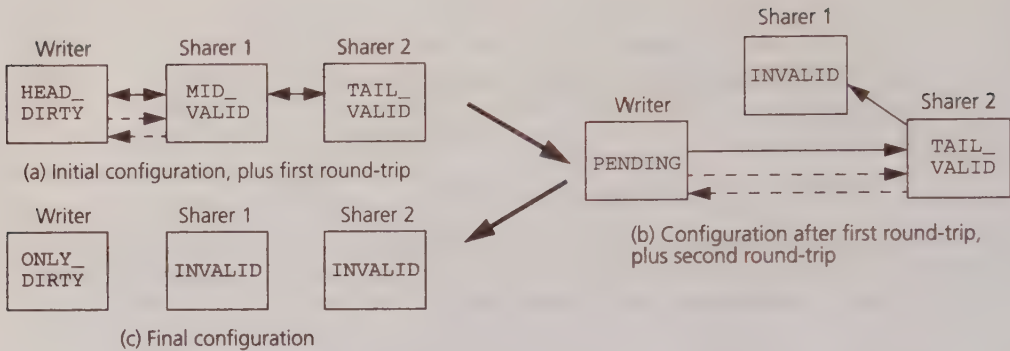 Writer
Sharer 1
Sharer 2
HEAD_
DIRTY
MID_
VALID
TAIL_
VALID
(a) Initial configuration, plus first round-trip
Sharer 1
INVALID
Writer
PENDING
Sharer 2
TAIL_
VALID
(b) Configuration after first round-trip,
plus second round-trip
Writer
Sharer 1
Sharer 2
ONLY_
DIRTY
INVALID
INVALID
(c) Final configuration